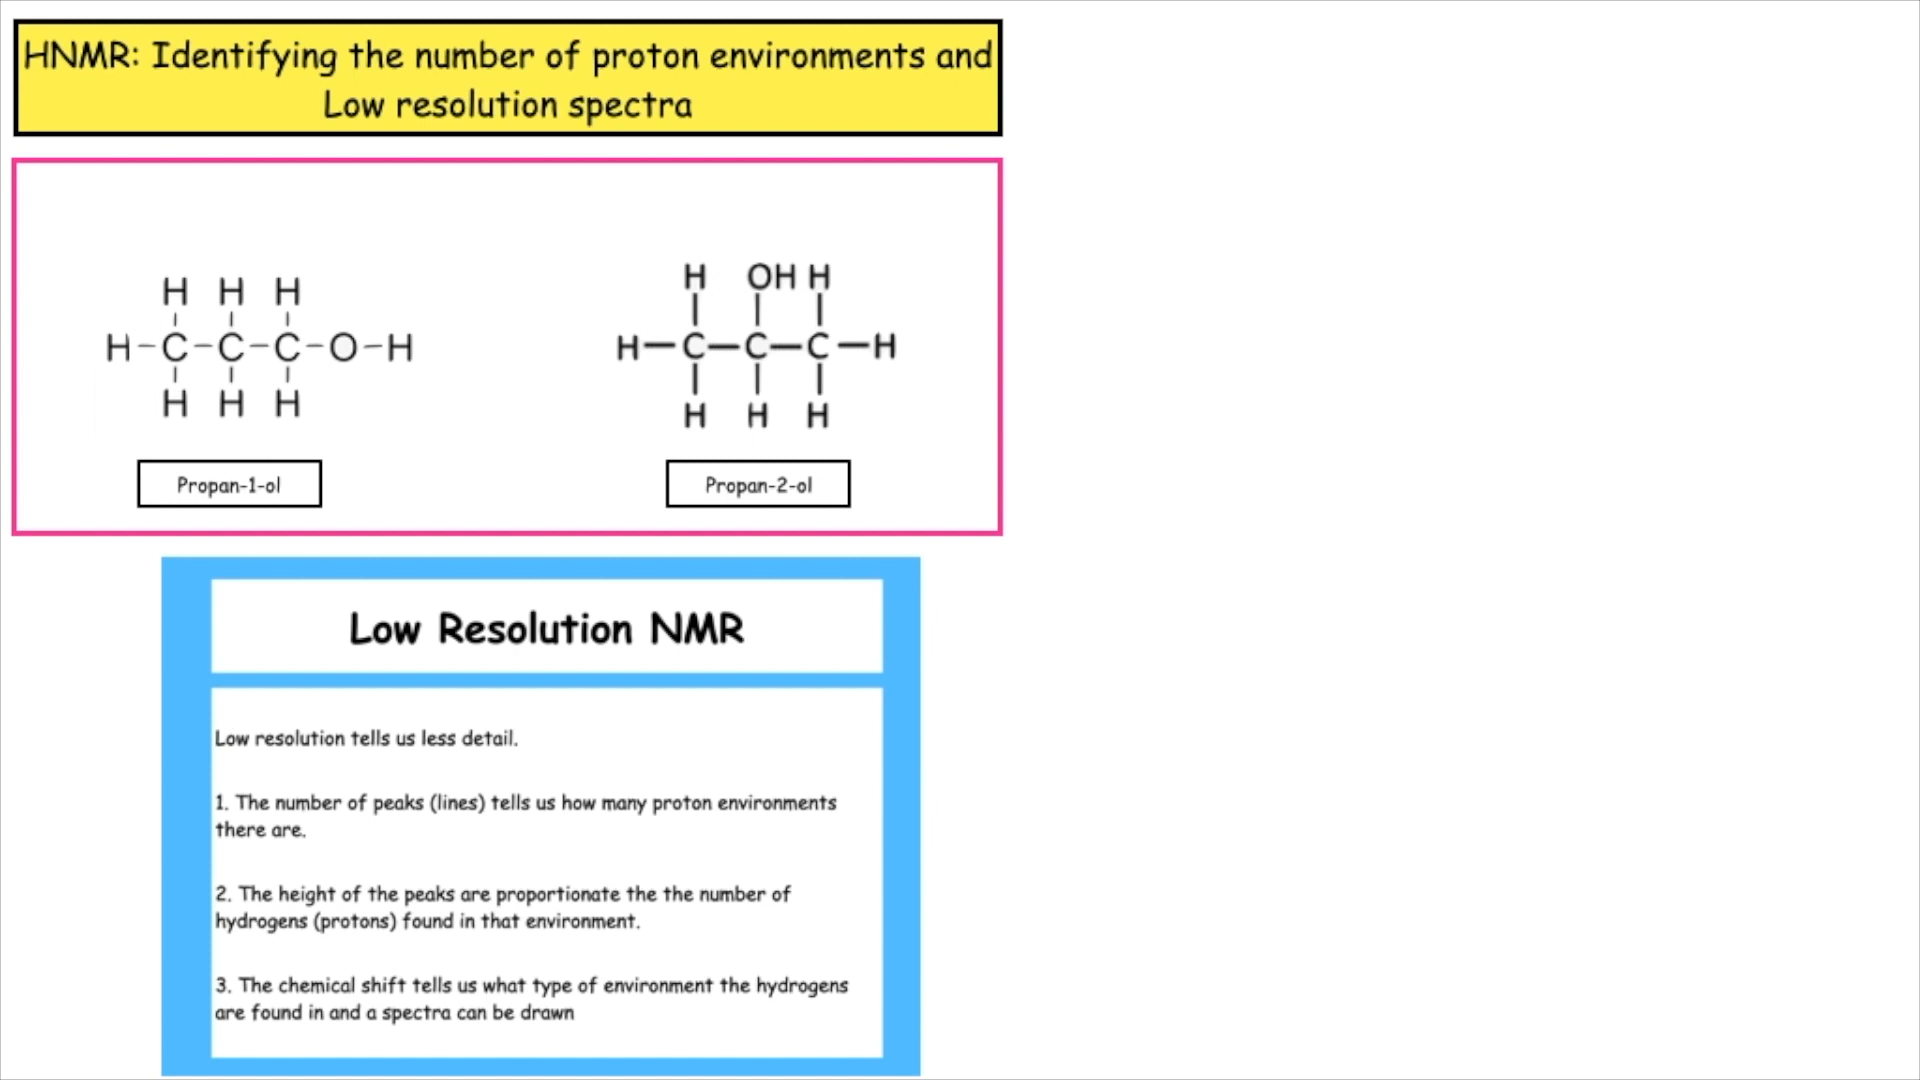 HNMR: Identifying the number of proton environments and
Low resolution spectra
H H H
H-C-C-C-O-H
H H H
Propan-1-ol
H OH H
H-C-C-C-H
H H H
Propan-2-ol
Low Resolution NMR
Low resolution tells us less detail.
1. The number of peaks (lines) tells us how many proton environments
there are.
2. The height of the peaks are proportionate the the number of
hydrogens (protons) found in that environment.
3. The chemical shift tells us what type of environment the hydrogens
are found in and a spectra can be drawn